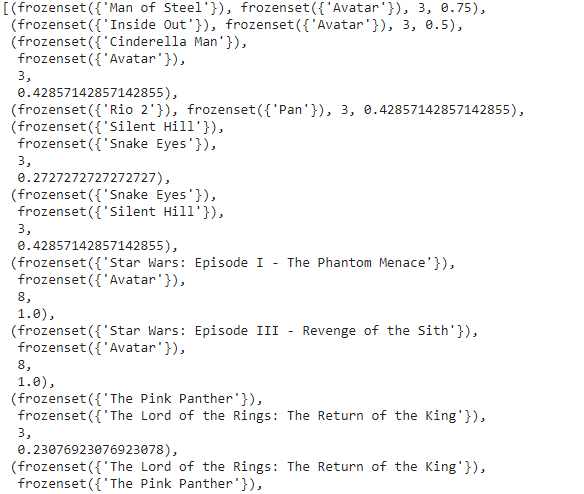 [(frozenset({'Man of Steel'}), frozenset({'Avatar'}), 3, 0.75),
(frozenset({'Inside Out'}), frozenset({'Avatar'}), 3, 0.5),
(frozenset({'Cinderella Man'}),
frozenset({'Avatar'}),
3,
0.42857142857142855),
(frozenset({'Rio 2'}), frozenset({'Pan'}), 3, 0.42857142857142855),
(frozenset({'Silent Hill'}),
frozenset({'Snake Eyes'}),
3,
0.2727272727272727),
(frozenset({'Snake Eyes'}),
frozenset({'Silent Hill'}),
3,
0.42857142857142855),
(frozenset({'Star Wars: Episode I - The Phantom Menace'}),
frozenset({'Avatar'}),
8,
1.0),
(frozenset({'Star Wars: Episode III - Revenge of the Sith'}),
frozenset({'Avatar'}),
8,
1.0),
(frozenset({'The Pink Panther'}),
frozenset({'The Lord of the Rings: The Return of the King'}),
3,
0.23076923076923078),
(frozenset({'The Lord of the Rings: The Return of the King'}),
frozenset({'The Pink Panther'}),